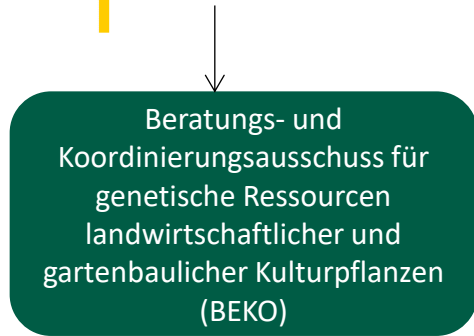 Beratungs- und
Koordinierungsausschuss für
genetische Ressourcen
landwirtschaftlicher und
gartenbaulicher Kulturpflanzen
(BEKO)